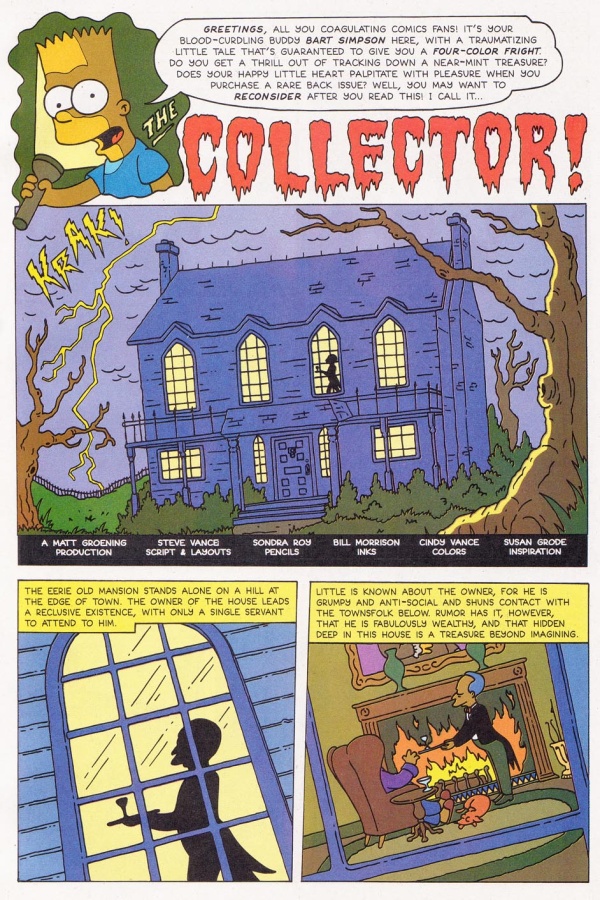 GREETINGS, ALL YOU COAGULATING COMICS FANS! IT'S YOUR
BLOOD-CURDLING BUDDY BART SIMPSON HERE, WITH A TRAUMATIZING
LITTLE TALE THAT'S GUARANTEED TO GIVE YOU A FOUR-COLOR FRIGHT.
DO YOU GET A THRILL OUT OF TRACKING DOWN A NEAR-MINT TREASURE?
DOES YOUR HAPPY LITTLE HEART PALPITATE WITH PLEASURE WHEN YOU
PURCHASE A RARE BACK ISSUE? WELL, YOU MAY WANT TO
RECONSIDER AFTER YOU READ THIS! I CALL IT...
THE
COLLECTOR!
KRAK!
A MATT GROENING
PRODUCTION
STEVE VANCE
SCRIPT & LAYOUTS
SONDRA ROY
PENCILS
BILL MORRISON
INKS
CINDY VANCE
COLORS
SUSAN GRODE
INSPIRATION
THE EERIE OLD MANSION STANDS ALONE ON A HILL AT
THE EDGE OF TOWN. THE OWNER OF THE HOUSE LEADS
A RECLUSIVE EXISTENCE, WITH ONLY A SINGLE SERVANT
TO ATTEND TO HIM.
LITTLE IS KNOWN ABOUT THE OWNER, FOR HE IS
GRUMPY AND ANTI-SOCIAL AND SHUNS CONTACT WITH
THE TOWNSFOLK BELOW. RUMOR HAS IT, HOWEVER,
THAT HE IS FABULOUSLY WEALTHY, AND THAT HIDDEN
DEEP IN THIS HOUSE IS A TREASURE BEYOND IMAGINING.